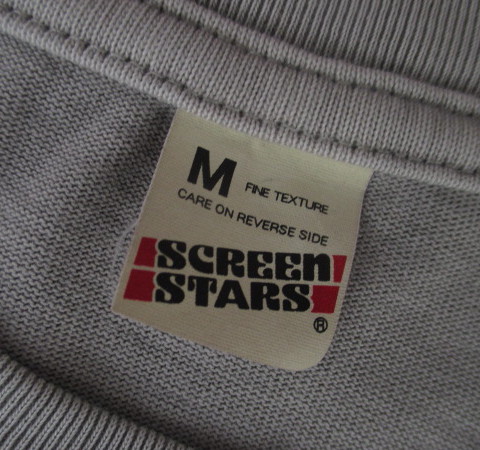 M FINE TEXTURE
CARE ON REVERSE SIDE
SCREEN
STARS
®